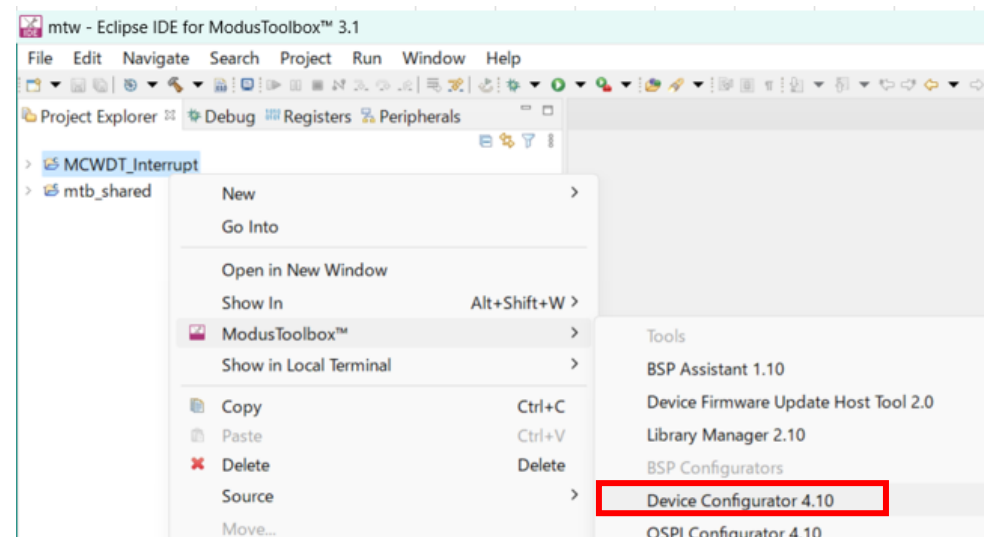 mtw - Eclipse IDE for ModusToolbox™ 3.1
File Edit Navigate Search Project Run Window Help
Project Explorer Debug Registers Peripherals
MCWDT_Interrupt
mtb_shared
New
Go Into
Open in New Window
Show In Alt+Shift+W
ModusToolbox™
Show in Local Terminal
Copy Ctrl+C
Paste Ctrl+V
Delete Delete
Source
Move...
Tools
BSP Assistant 1.10
Device Firmware Update Host Tool 2.0
Library Manager 2.10
BSP Configurators
Device Configurator 4.10
QSPI Configurator 4.10